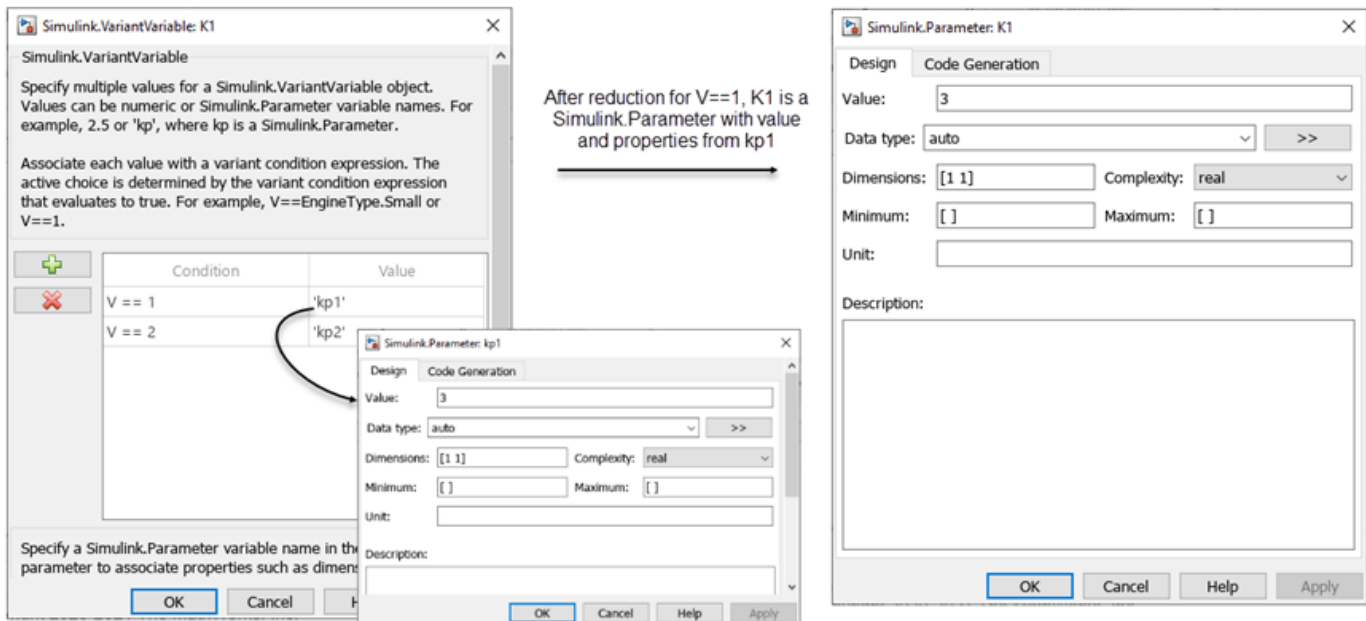 Simulink.VariantVariable: K1
Simulink.VariantVariable
Specify multiple values for a Simulink.VariantVariable object.
Values can be numeric or Simulink.Parameter variable names. For
example, 2.5 or 'kp', where kp is a Simulink.Parameter.
Associate each value with a variant condition expression. The
active choice is determined by the variant condition expression
that evaluates to true. For example, V==EngineType.Small or
V==1.
Condition Value
V == 1 'kp1'
V == 2 'kp2'
Specify a Simulink.Parameter variable name in the
parameter to associate properties such as dimens
OK Cancel H
After reduction for V==1, K1 is a
Simulink.Parameter with value
and properties from kp1
Simulink.Parameter: kp1
Design Code Generation
Value: 3
Data type: auto >>
Dimensions: [1 1] Complexity: real
Minimum: [ ] Maximum: [ ]
Unit:
Description:
OK Cancel Help Apply
Simulink.Parameter: K1
Design Code Generation
Value: 3
Data type: auto >>
Dimensions: [1 1] Complexity: real
Minimum: [ ] Maximum: [ ]
Unit:
Description:
OK Cancel Help Apply